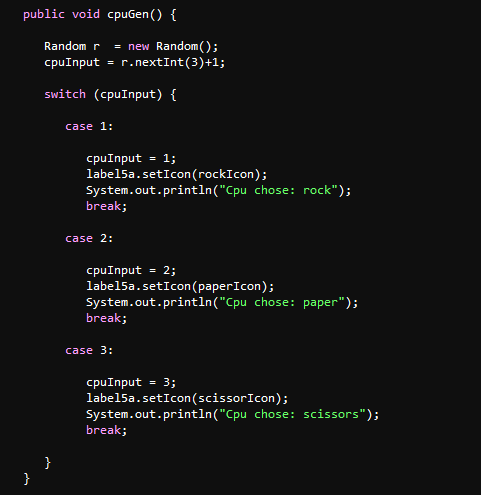 public void cpuGen() {
Random r  = new Random();
cpuInput = r.nextInt(3)+1;
switch (cpuInput) {
case 1:
cpuInput = 1;
label5a.setIcon(rockIcon);
System.out.println("Cpu chose: rock");
break;
case 2:
cpuInput = 2;
label5a.setIcon(paperIcon);
System.out.println("Cpu chose: paper");
break;
case 3:
cpuInput = 3;
label5a.setIcon(scissorIcon);
System.out.println("Cpu chose: scissors");
break;
}
}